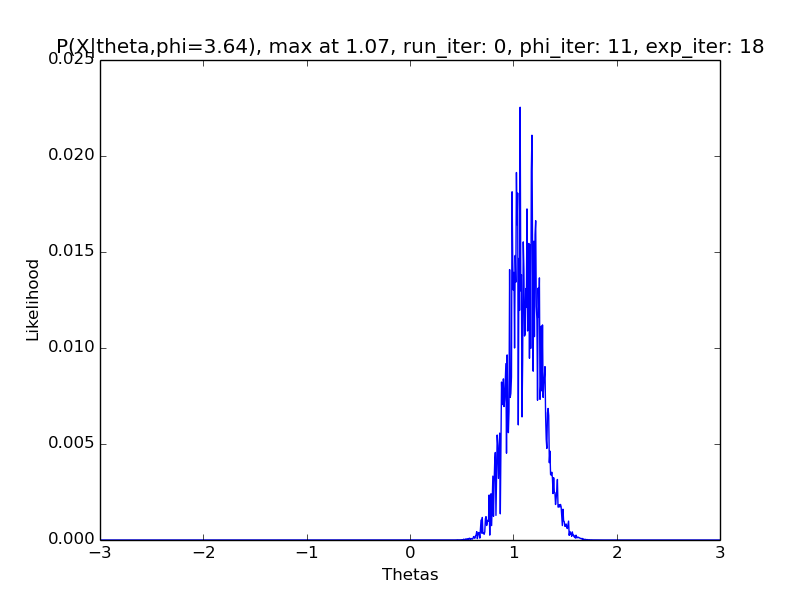 P(X|theta,phi=3.64), max at 1.07, run_iter: 0, phi_iter: 11, exp_iter: 18
0.025
0.020
0.015
0.010
0.005
0.000
Likelihood
−3 −2 −1 0 1 2 3
Thetas